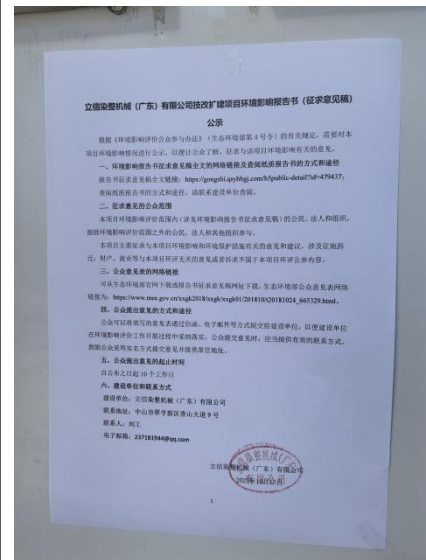 立信染整机械（广东）有限公司技改扩建项目环境影响报告书（征求意见稿）
公示
根据《环境影响评价公众参与办法》（生态环境部第4号令）的有关规定，需要对本
项目环境影响情况进行公示，以便让公众了解、征求与该项目环境影响有关的意见。
一、环境影响报告书征求意见稿全文的网络链接及查阅纸质报告书的方式和途径
报告书征求意见稿全文链接：https://gongshi.qsyhbgj.com/h5public-detail?id=479437；
查阅纸质报告书的方式和途径，请联系建设单位查阅。
二、征求意见的公众范围
本项目环境影响评价范围内（详见环境影响报告书征求意见稿）的公民、法人和组织，
鼓励环境影响评价范围之外的公民、法人和其他组织参与。
本项目主要征求与本项目环境影响和环境保护措施有关的意见和建议，涉及征地拆
迁、财产、就业等与本项目环评无关的意见或者诉求不属于本项目环评公参内容。
三、公众意见表的网络链接
可从生态环境部官网下载或报告书征求意见稿网址下载，生态环境部公众意见表网络
链接为：https://www.mee.gov.cn/xxgk2018/xxgk/xxgk01/201810/t20181024_665329.html。
四、公众提出意见的方式和途径
公众可以将填写的意见表通过信函、电子邮件等方式提交给建设单位，以便建设单位
在环境影响评价工作开展过程中采纳落实。公众提交意见时，应当提供有效的联系方式。
鼓励公众采用实名方式提交意见并提供常住地址。
五、公众提出意见的起止时间
自公布之日起10个工作日
六、建设单位和联系方式
建设单位：立信染整机械（广东）有限公司
联系地址：中山市翠亨新区香山大道9号
联系人：刘工
电子邮箱：237181944@qq.com
立信染整机械（广东）有限公司
2025年10月17日
1